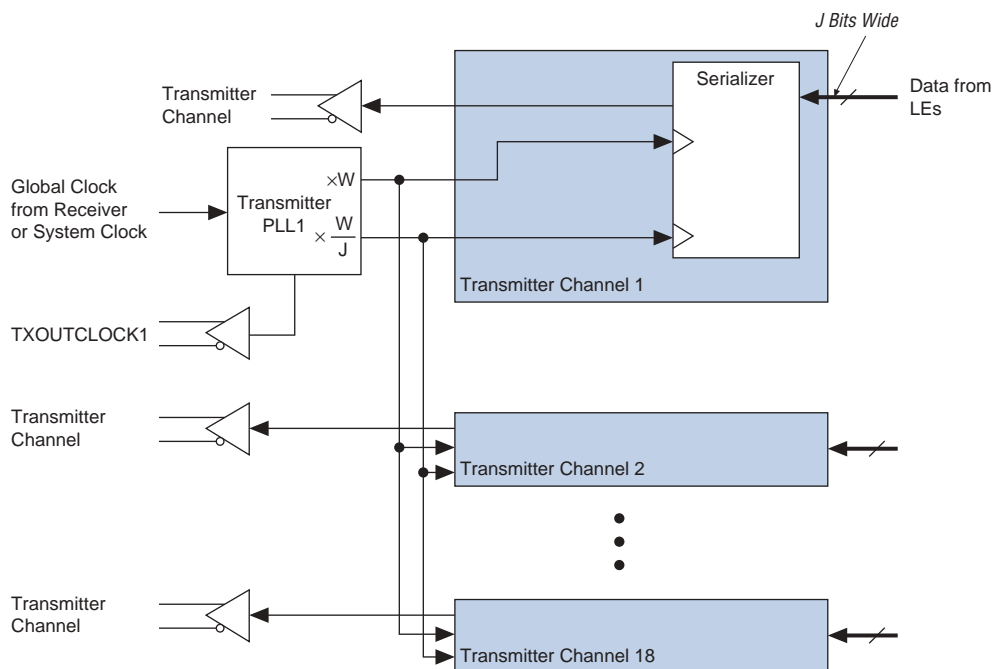 J Bits Wide
Serializer
Data from
LEs
Transmitter
Channel
×W
Transmitter
PLL1
× W
J
Global Clock
from Receiver
or System Clock
Transmitter Channel 1
TXOUTCLOCK1
Transmitter
Channel
Transmitter Channel 2
Transmitter
Channel
Transmitter Channel 18